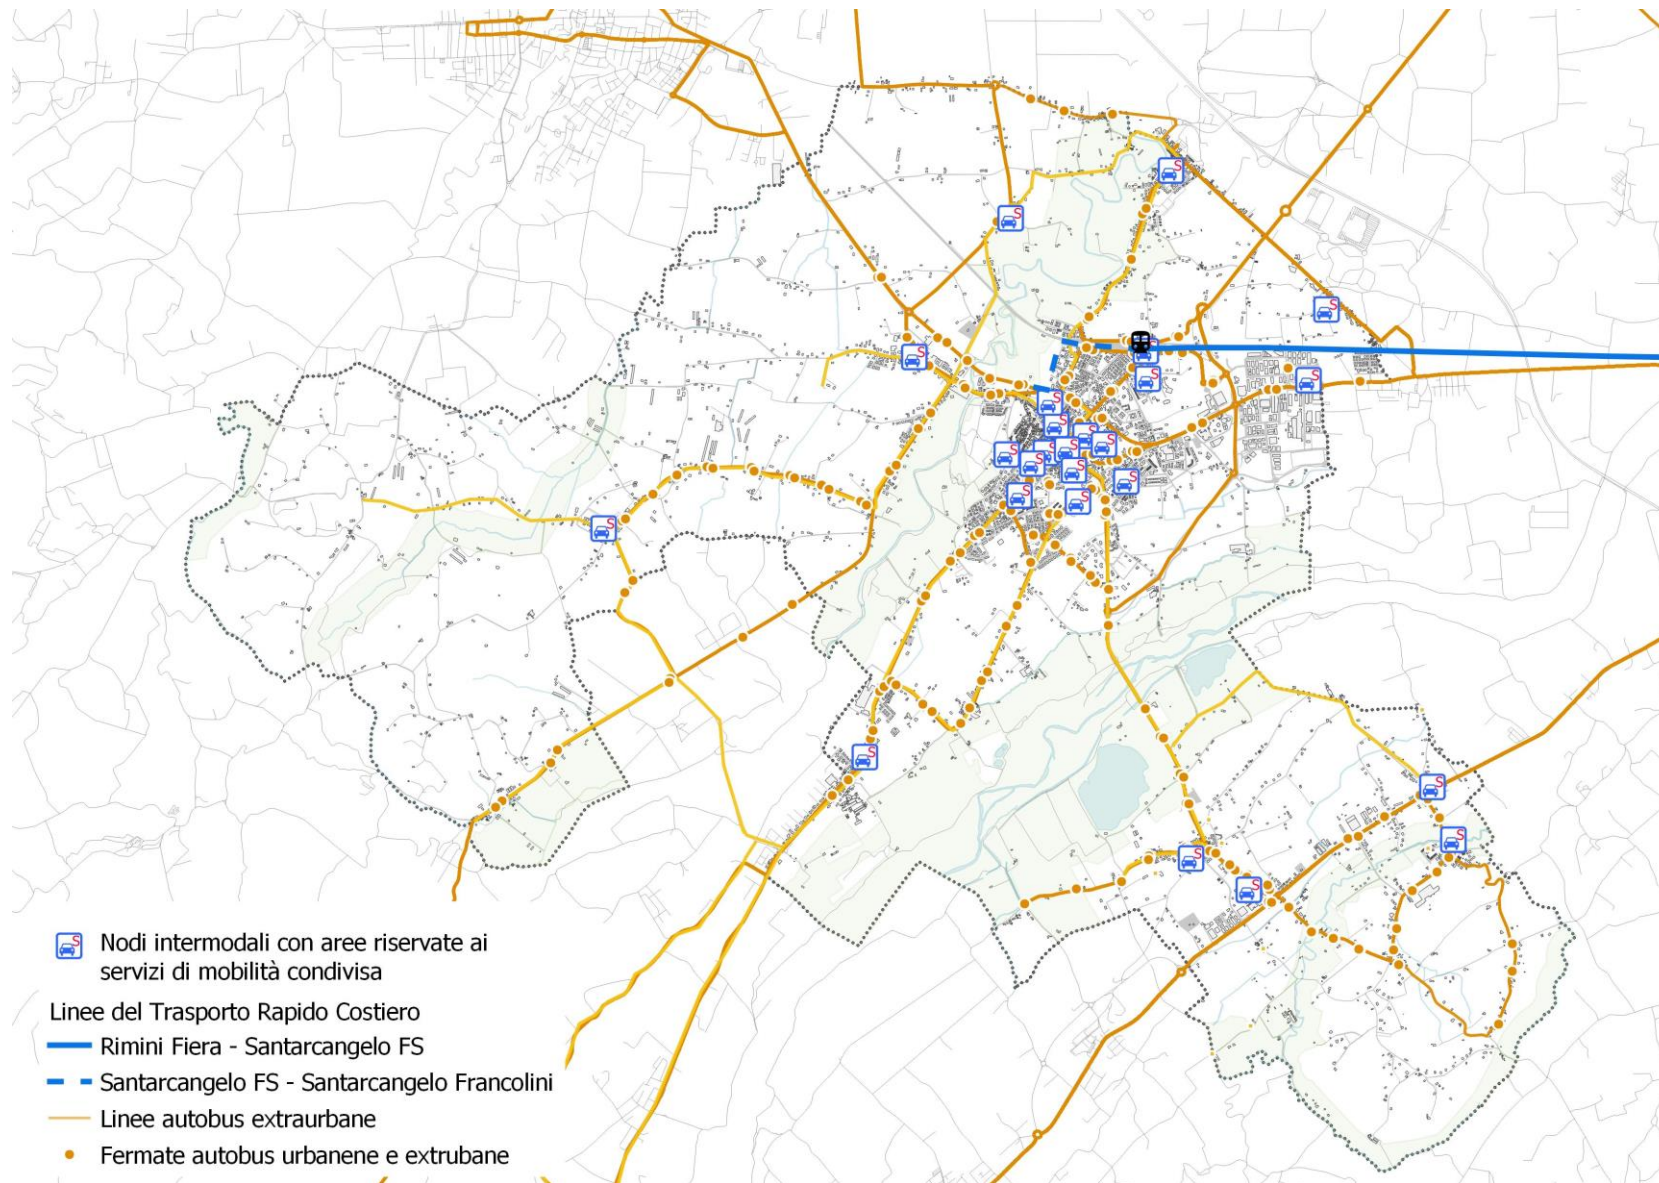 Nodi intermodali con aree riservate ai
servizi di mobilità condivisa
Linee del Trasporto Rapido Costiero
Rimini Fiera - Santarcangelo FS
Santarcangelo FS - Santarcangelo Francolini
Linee autobus extraurbane
Fermate autobus urbanene e extrubane